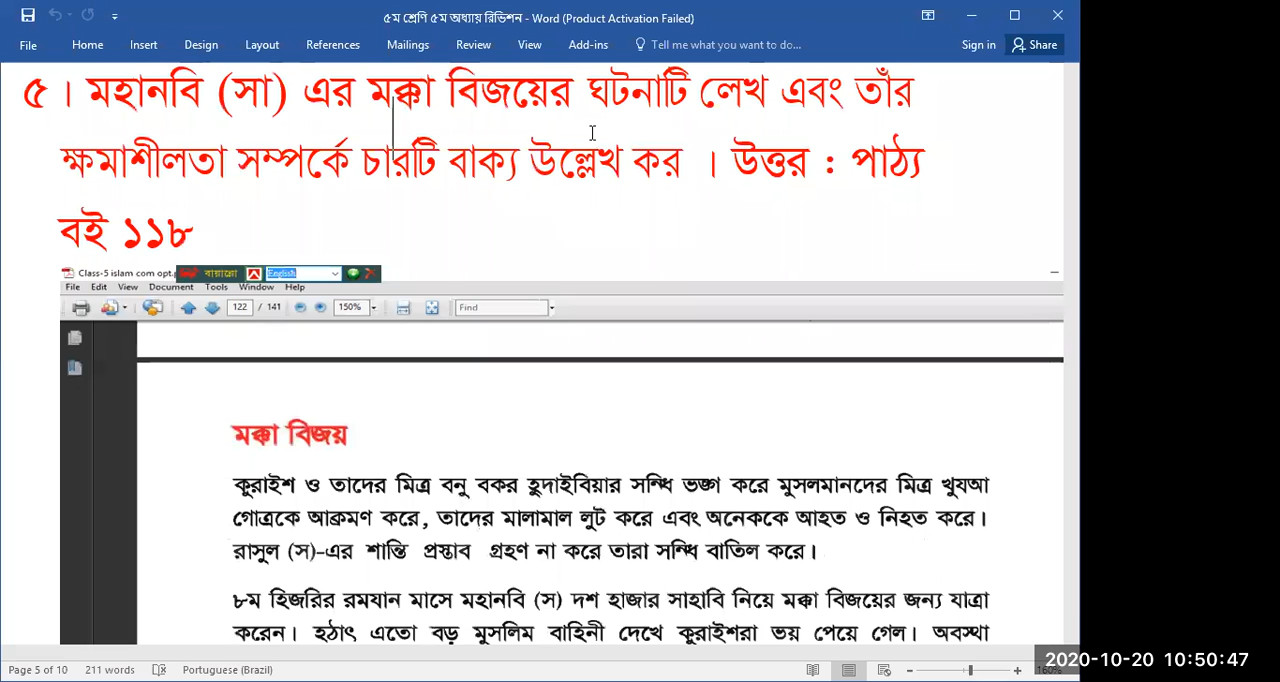 ৫ম শ্রেণি ৫ম অধ্যায় রিভিশন - Word (Product Activation Failed)
File Home Insert Design Layout References Mailings Review View Add-ins Tell me what you want to do... Sign in Share
৫। মহানবি (সা) এর মক্কা বিজয়ের ঘটনাটি লেখ এবং তাঁর
ক্ষমাশীলতা সম্পর্কে চারটি বাক্য উল্লেখ কর । উত্তর : পাঠ্য
বই ১১৮
Class-5 islam com opt.p বায়ান্নো English
File Edit View Document Tools Window Help
122 / 141 150% Find
মক্কা বিজয়
কুরাইশ ও তাদের মিত্র বনু বকর হুদাইবিয়ার সন্ধি ভঙ্গ করে মুসলমানদের মিত্র খুযআ
গোত্রকে আক্রমণ করে, তাদের মালামাল লুট করে এবং অনেককে আহত ও নিহত করে।
রাসুল (স)-এর শান্তি প্রস্তাব গ্রহণ না করে তারা সন্ধি বাতিল করে।
৮ম হিজরির রমযান মাসে মহানবি (স) দশ হাজার সাহাবি নিয়ে মক্কা বিজয়ের জন্য যাত্রা
করেন। হঠাৎ এতো বড় মুসলিম বাহিনী দেখে কুরাইশরা ভয় পেয়ে গেল। অবস্থা
Page 5 of 10 211 words Portuguese (Brazil) 160%
2020-10-20 10:50:47